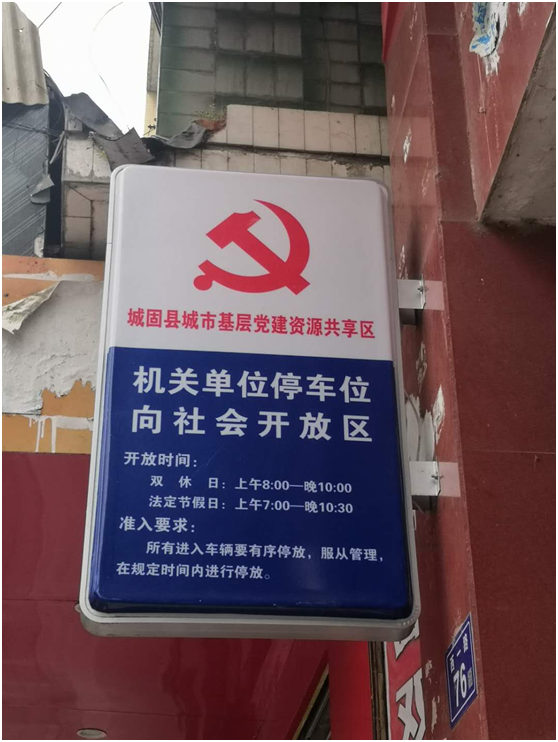 城固县城市基层党建资源共享区
机关单位停车位
向社会开放区
开放时间：
双 休 日：上午8:00—晚10:00
法定节假日：上午7:00—晚10:30
准入要求：
所有进入车辆要有序停放，服从管理，
在规定时间内进行停放。
西一路
76